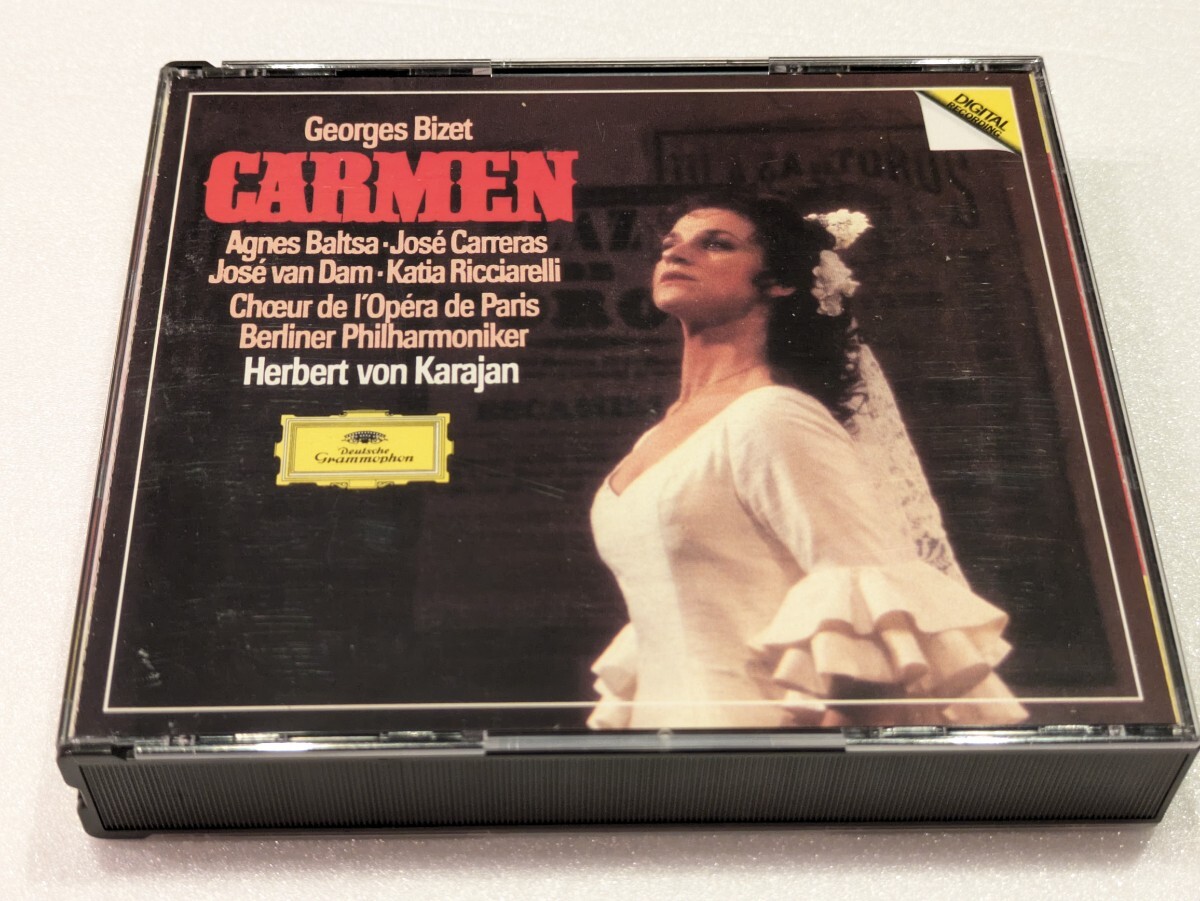 Georges Bizet
CARMEN
Agnes Baltsa · José Carreras
José van Dam · Katia Ricciarelli
Chœur de l'Opéra de Paris
Berliner Philharmoniker
Herbert von Karajan
Deutsche
Grammophon
DIGITAL
RECORDING